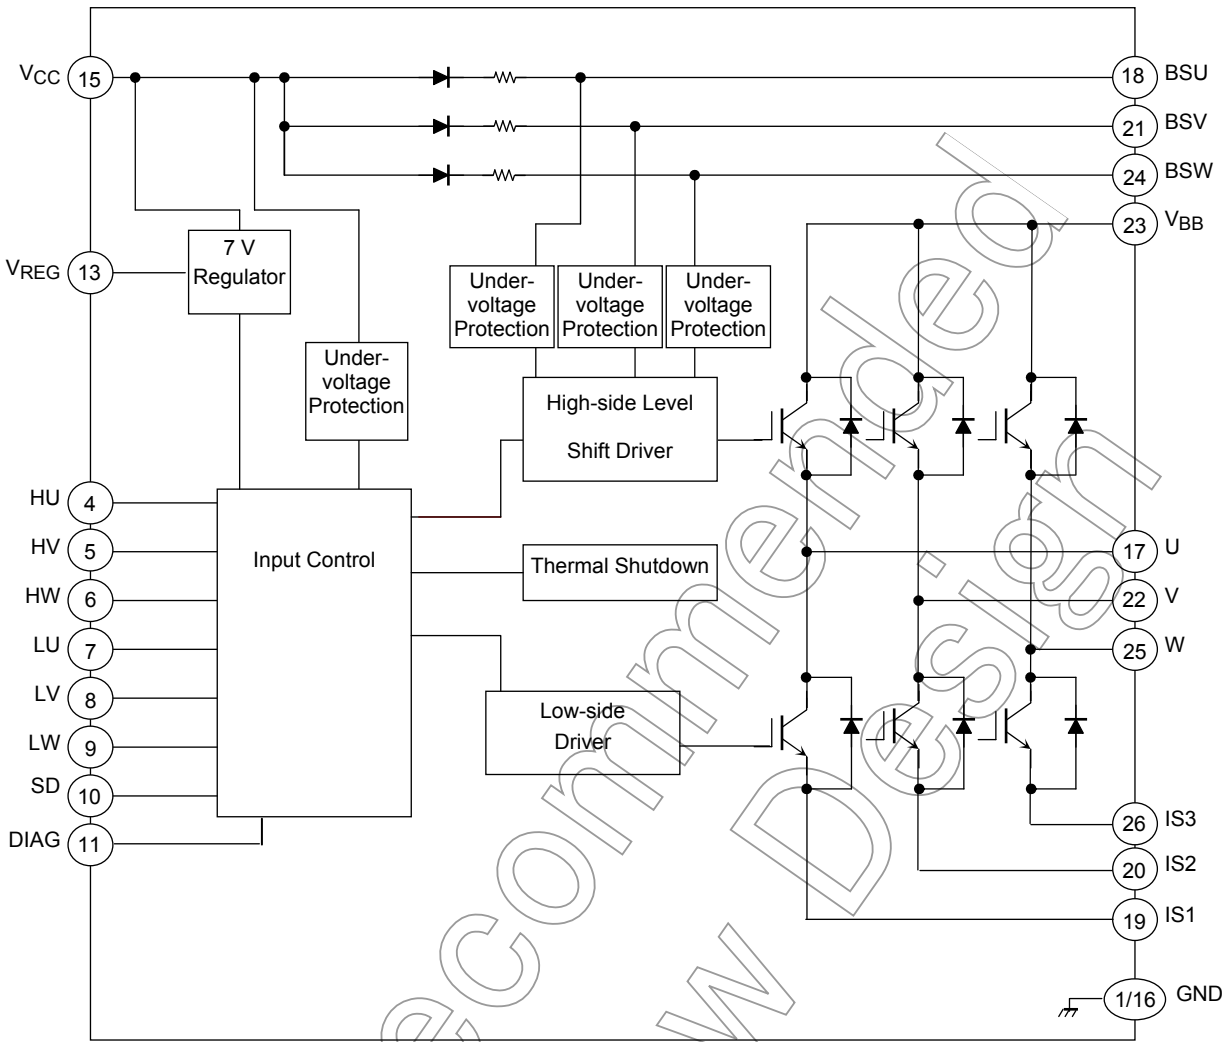 VCC 15
18 BSU
21 BSV
24 BSW
23 VBB
VREG 13
7 V
Regulator
Under-
voltage
Protection
Under-
voltage
Protection
Under-
voltage
Protection
Under-
voltage
Protection
High-side Level
Shift Driver
HU 4
HV 5
HW 6
LU 7
LV 8
LW 9
SD 10
DIAG 11
Input Control
Thermal Shutdown
Low-side
Driver
17 U
22 V
25 W
26 IS3
20 IS2
19 IS1
1/16 GND
ecommended
w Design